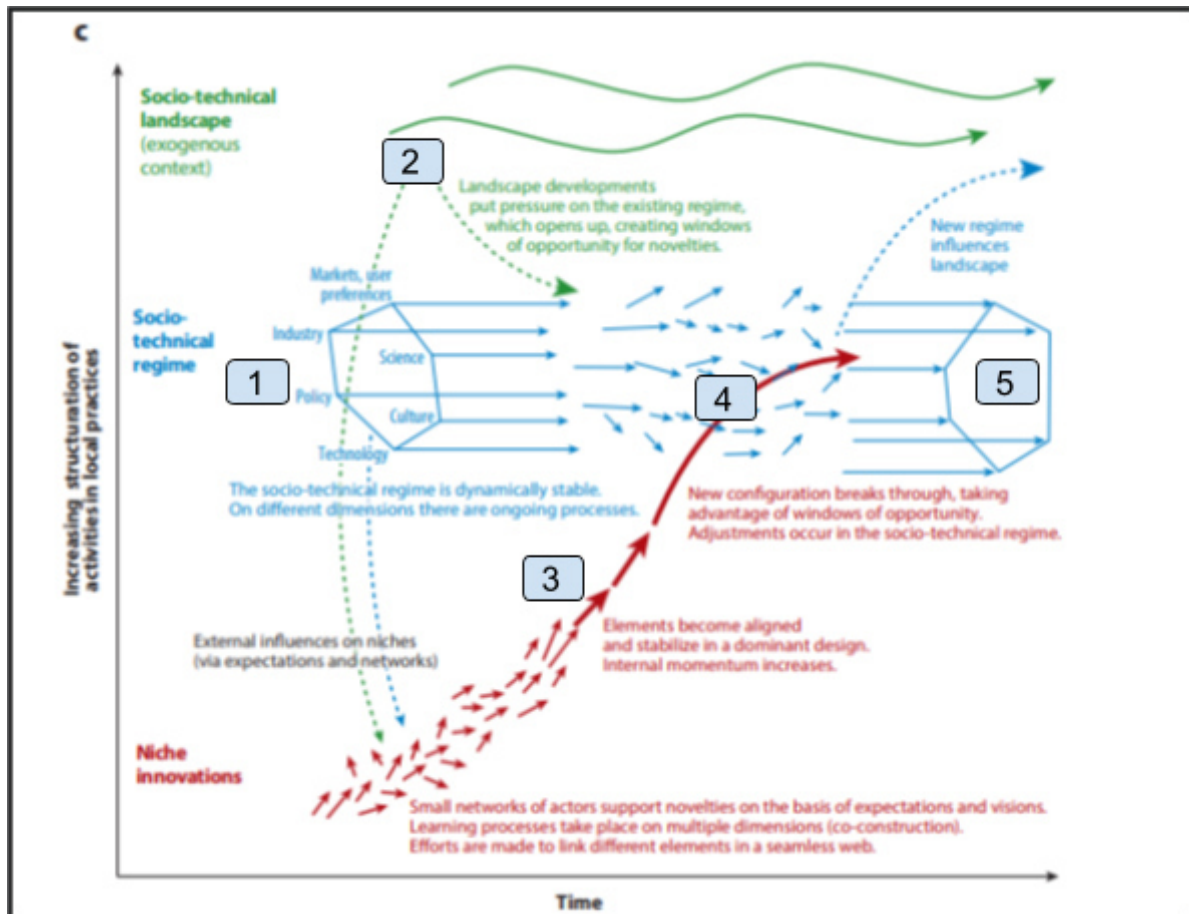 c
Socio-technical
landscape
(exogenous
context)
2
Landscape developments
put pressure on the existing regime,
which opens up, creating windows
of opportunity for novelties.
New regime
influences
landscape
Markets, user
preferences
Socio-
technical
regime
Industry
Science
1
Policy
Culture
Technology
4
5
The socio-technical regime is dynamically stable.
On different dimensions there are ongoing processes.
New configuration breaks through, taking
advantage of windows of opportunity.
Adjustments occur in the socio-technical regime.
Increasing structuration of
activities in local practices
3
External influences on niches
(via expectations and networks)
Elements become aligned
and stabilize in a dominant design.
Internal momentum increases.
Niche
innovations
Small networks of actors support novelties on the basis of expectations and visions.
Learning processes take place on multiple dimensions (co-construction).
Efforts are made to link different elements in a seamless web.
Time